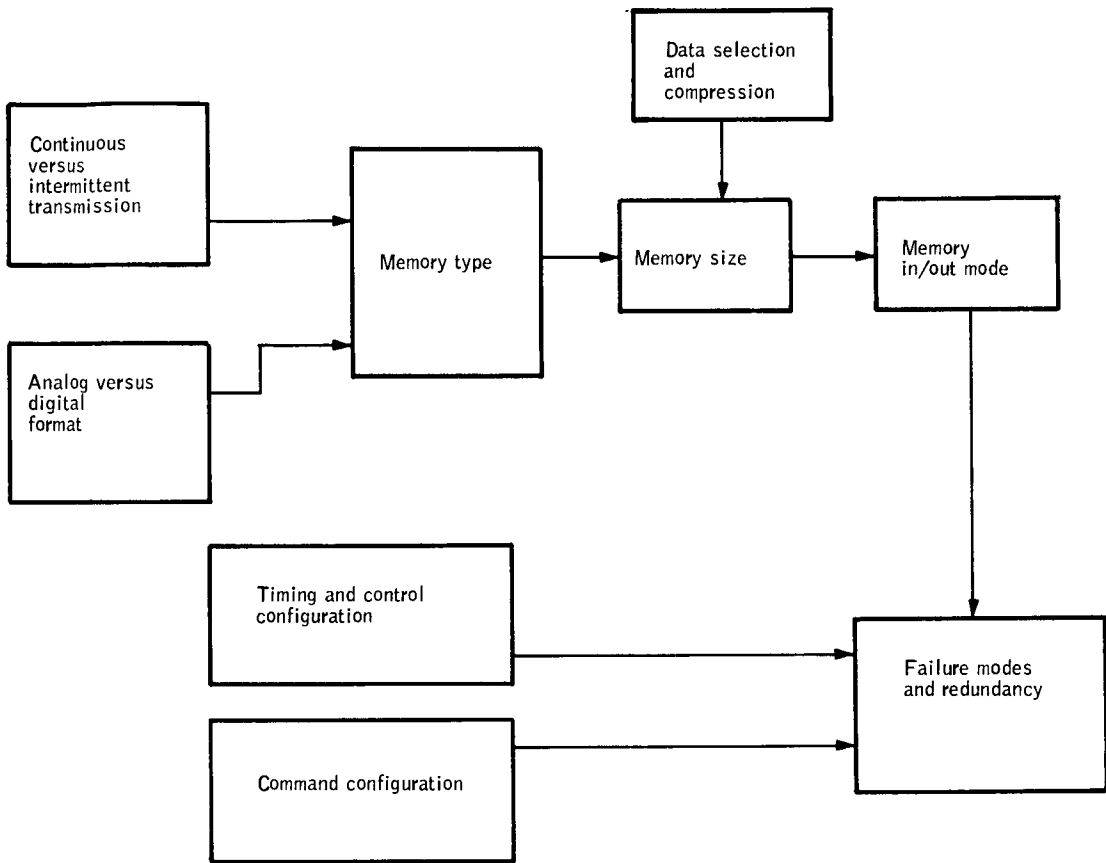 Data selection
and
compression
Continuous
versus
intermittent
transmission
Memory type
Memory size
Memory
in/out mode
Analog versus
digital
format
Timing and control
configuration
Failure modes
and redundancy
Command configuration